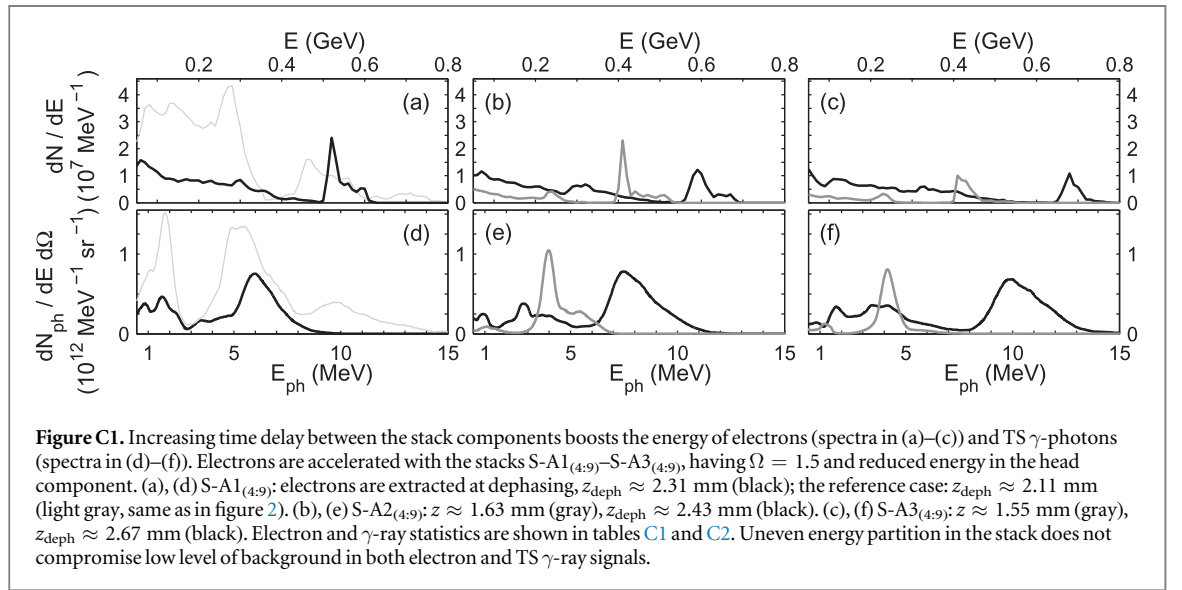 E (GeV) E (GeV) E (GeV)
0.2 0.4 0.6 0.8 0.2 0.4 0.6 0.8 0.2 0.4 0.6 0.8
dN / dE
(10⁷ MeV⁻¹)
4 3 2 1 0
(a)
4 3 2 1 0
(b)
(c)
4 3 2 1 0
dN_ph / dE dΩ
(10¹² MeV⁻¹ sr⁻¹)
1 0
(d)
1 0
(e)
(f)
1 0
1 5 10 15 1 5 10 15 1 5 10 15
E_ph (MeV) E_ph (MeV) E_ph (MeV)
Figure C1. Increasing time delay between the stack components boosts the energy of electrons (spectra in (a)–(c)) and TS γ-photons
(spectra in (d)–(f)). Electrons are accelerated with the stacks S-A1(4:9)–S-A3(4:9), having Ω = 1.5 and reduced energy in the head
component. (a), (d) S-A1(4:9): electrons are extracted at dephasing, z_deph ≈ 2.31 mm (black); the reference case: z_deph ≈ 2.11 mm
(light gray, same as in figure 2). (b), (e) S-A2(4:9): z ≈ 1.63 mm (gray), z_deph ≈ 2.43 mm (black). (c), (f) S-A3(4:9): z ≈ 1.55 mm (gray),
z_deph ≈ 2.67 mm (black). Electron and γ-ray statistics are shown in tables C1 and C2. Uneven energy partition in the stack does not
compromise low level of background in both electron and TS γ-ray signals.